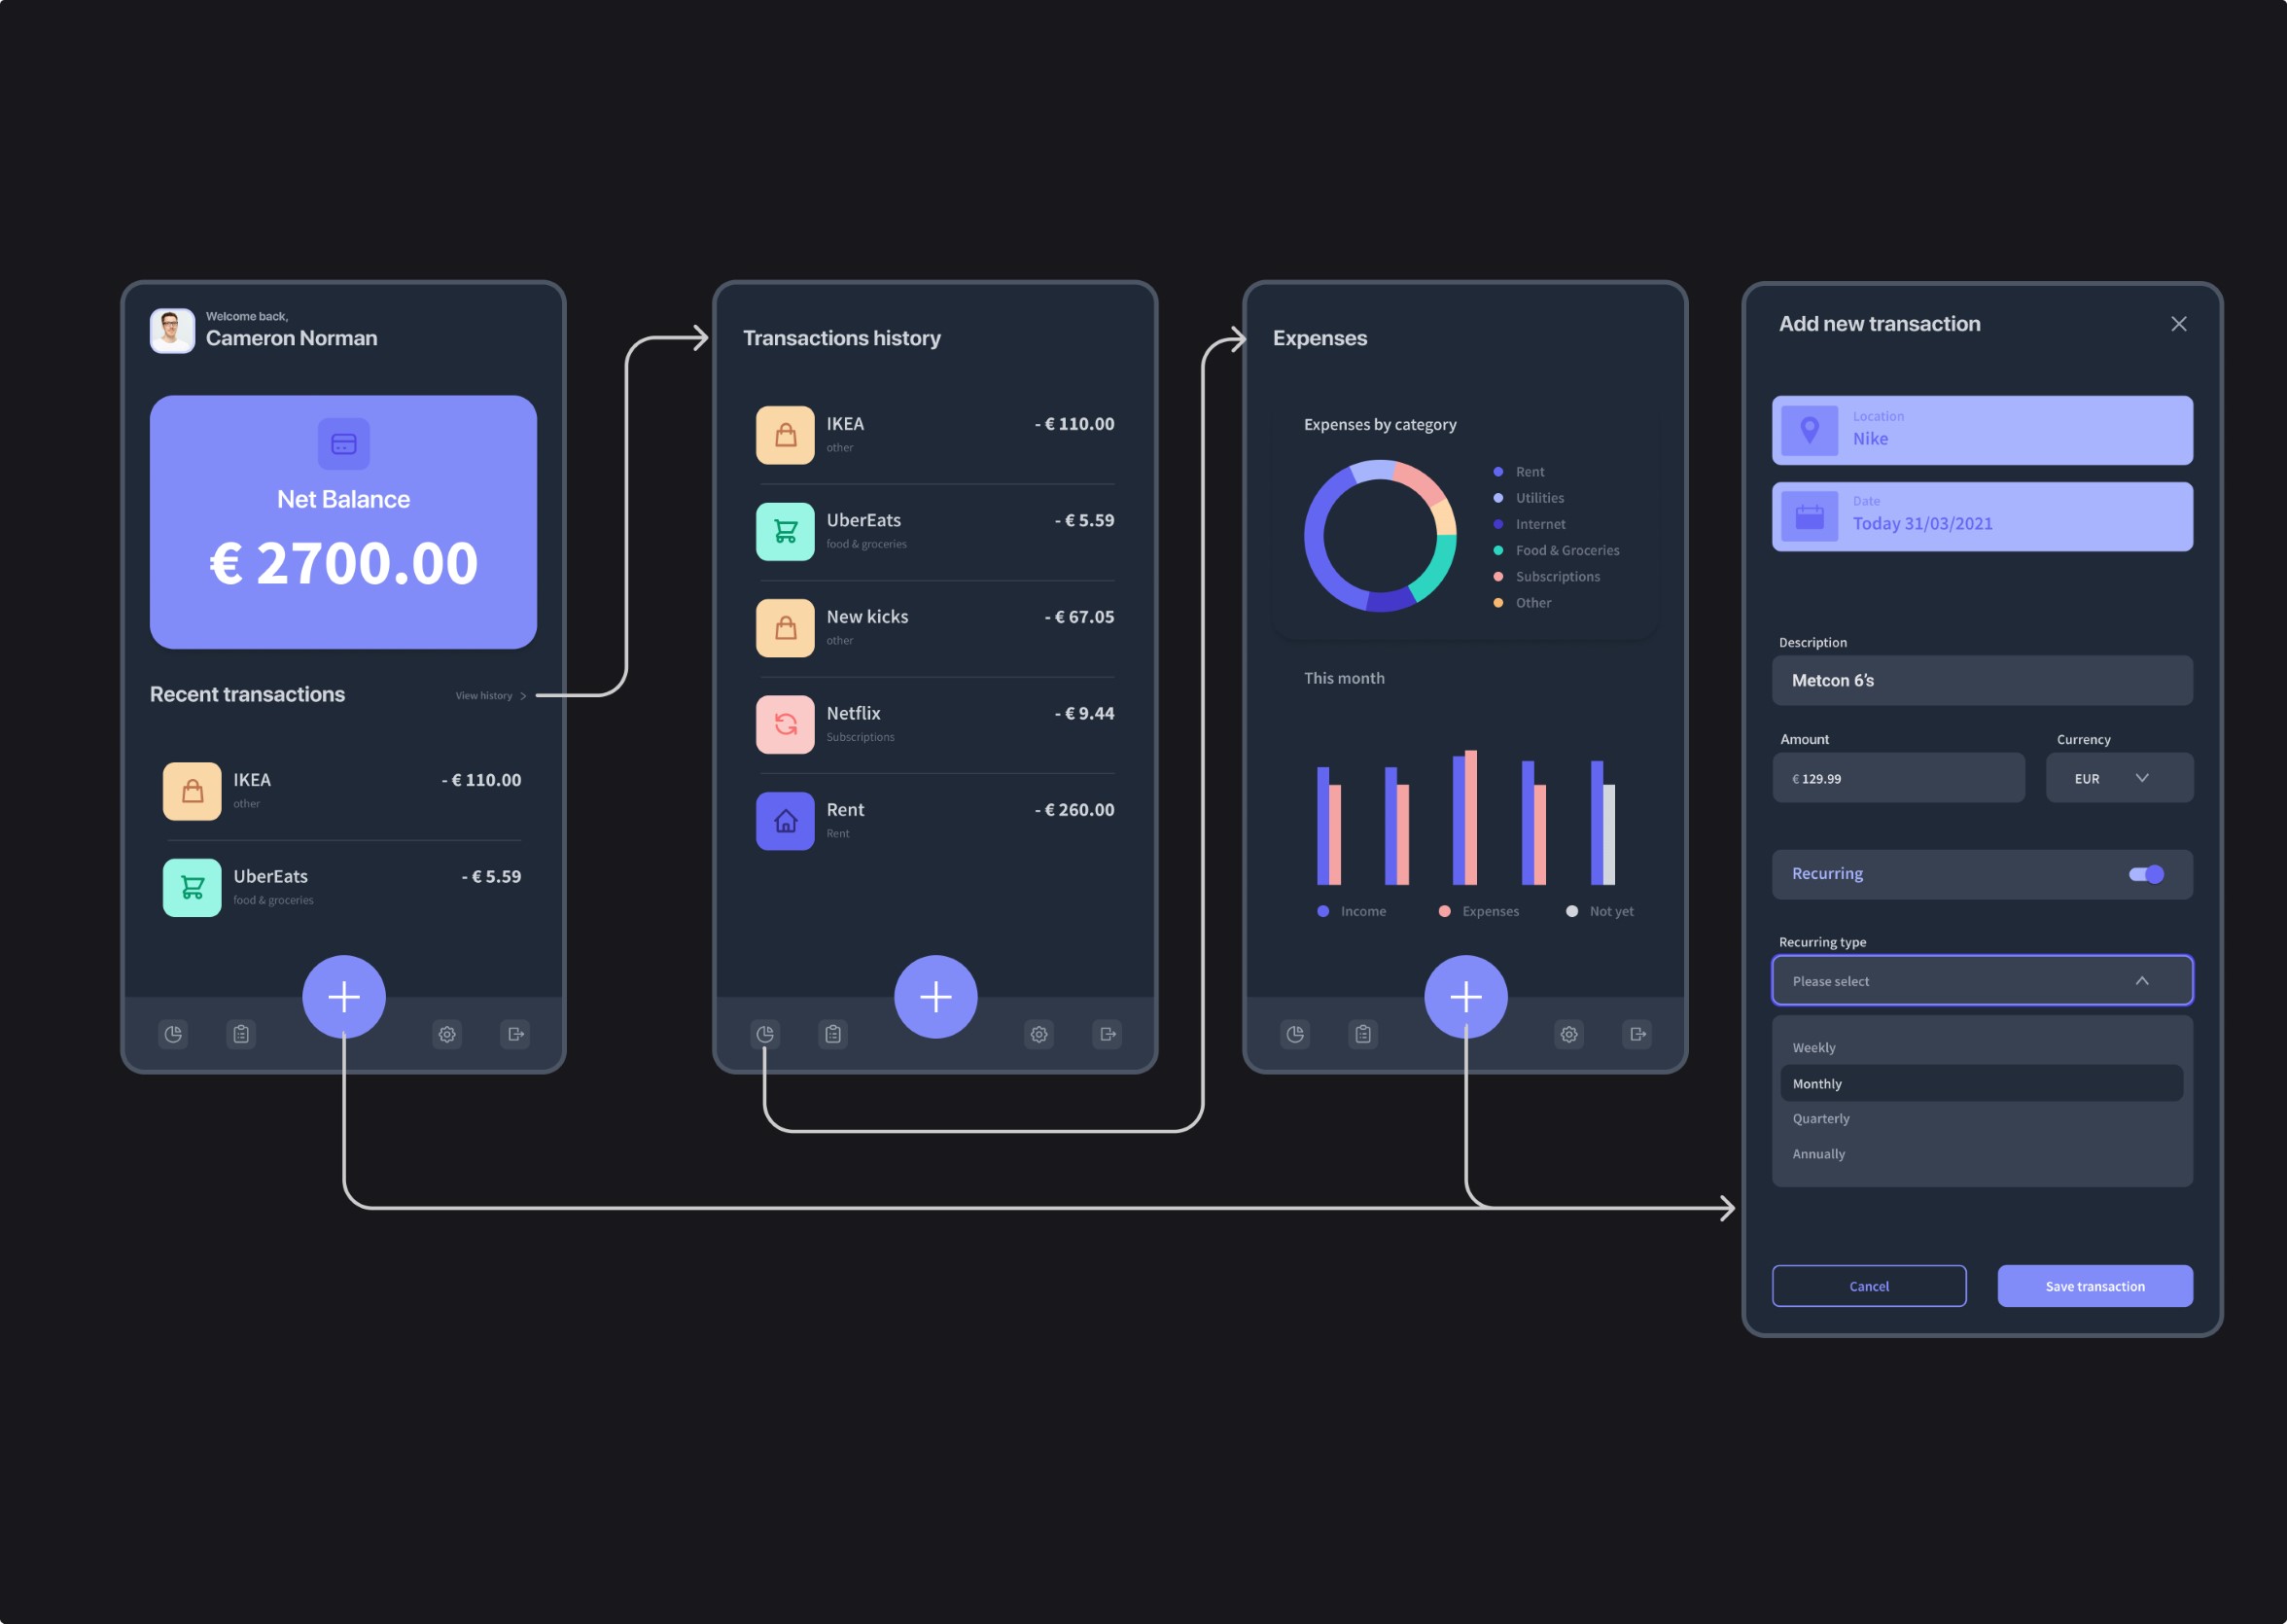 Welcome back,
Cameron Norman
Net Balance
€ 2700.00
Recent transactions
View history
IKEA
- € 110.00
other
UberEats
- € 5.59
food & groceries
Transactions history
IKEA
- € 110.00
other
UberEats
- € 5.59
food & groceries
New kicks
- € 67.05
other
Netflix
- € 9.44
Subscriptions
Rent
- € 260.00
Rent
Expenses
Expenses by category
Rent
Utilities
Internet
Food & Groceries
Subscriptions
Other
This month
Income
Expenses
Not yet
Add new transaction
Location
Nike
Date
Today 31/03/2021
Description
Metcon 6’s
Amount
Currency
€ 129.99
EUR
Recurring
Recurring type
Please select
Weekly
Monthly
Quarterly
Annually
Cancel
Save transaction